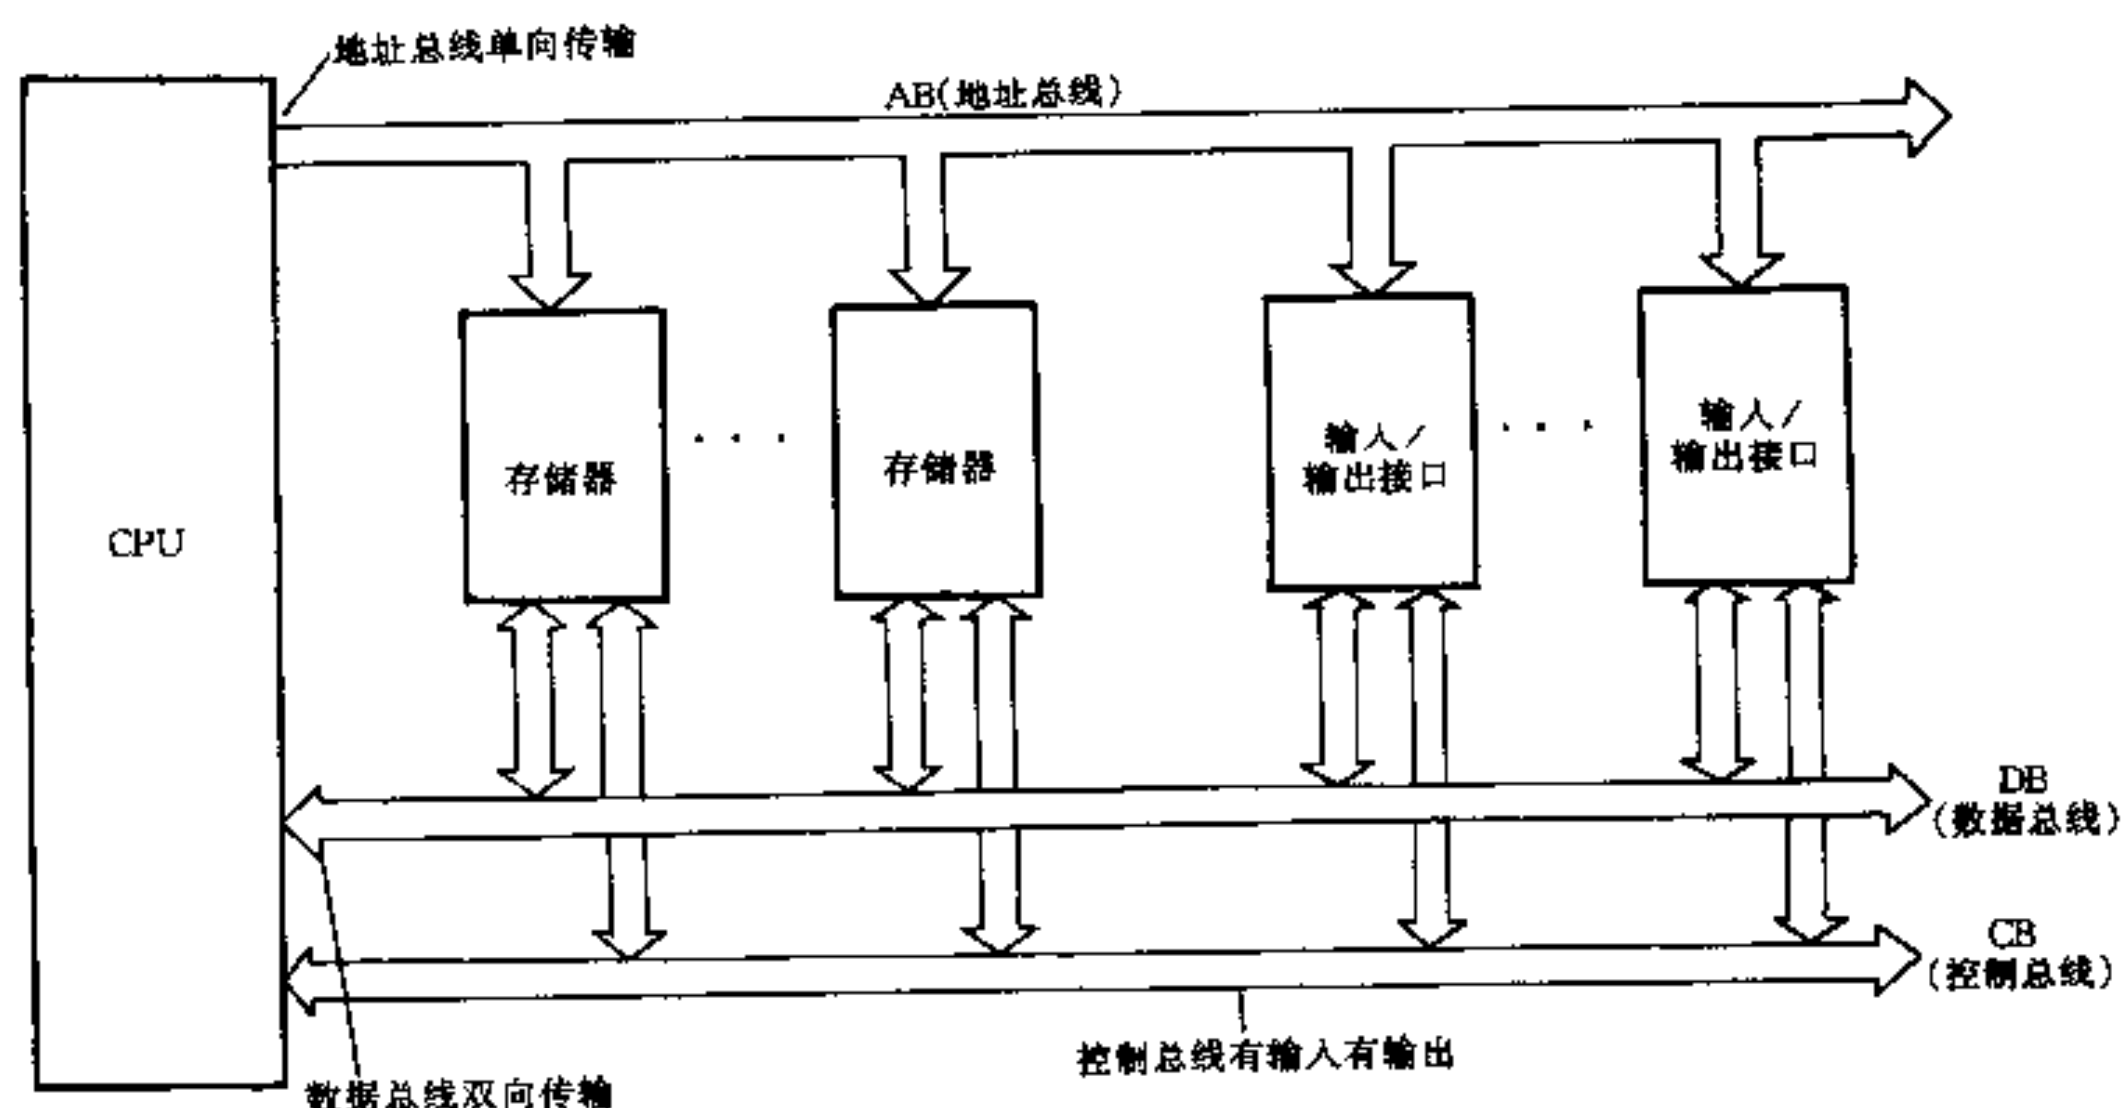 地址总线单向传输
AB(地址总线)
CPU
存储器
存储器
输入/
输出接口
输入/
输出接口
DB
(数据总线)
CB
(控制总线)
控制总线有输入有输出
数据总线双向传输